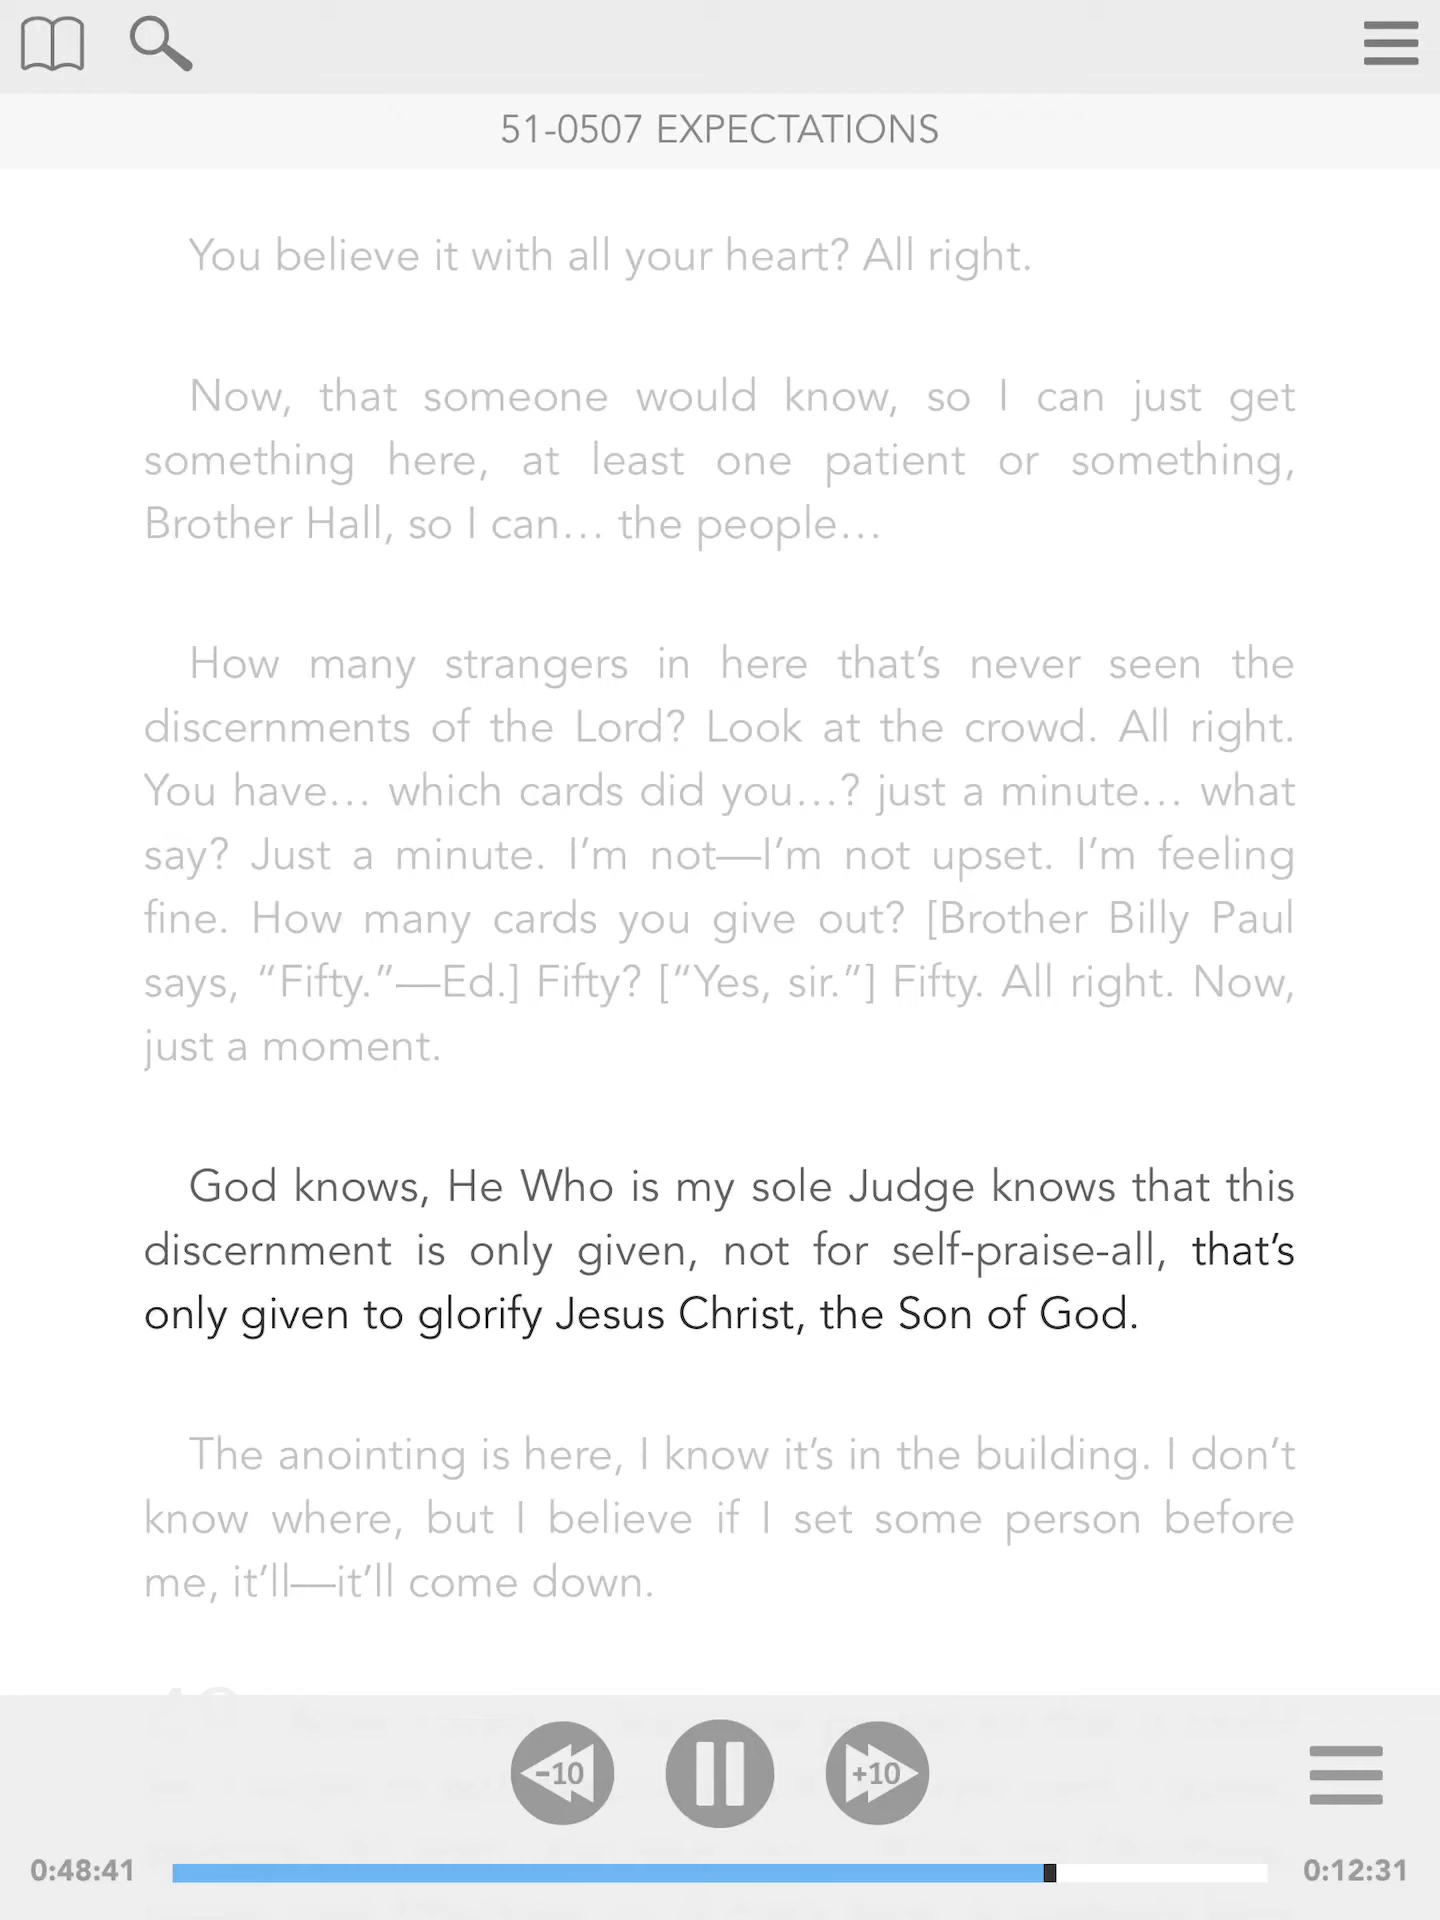 51-0507 EXPECTATIONS
You believe it with all your heart? All right.
Now, that someone would know, so I can just get
something here, at least one patient or something,
Brother Hall, so I can… the people…
How many strangers in here that’s never seen the
discernments of the Lord? Look at the crowd. All right.
You have… which cards did you…? just a minute… what
say? Just a minute. I’m not—I’m not upset. I’m feeling
fine. How many cards you give out? [Brother Billy Paul
says, “Fifty.”—Ed.] Fifty? [“Yes, sir.”] Fifty. All right. Now,
just a moment.
God knows, He Who is my sole Judge knows that this
discernment is only given, not for self-praise-all, that’s
only given to glorify Jesus Christ, the Son of God.
The anointing is here, I know it’s in the building. I don’t
know where, but I believe if I set some person before
me, it’ll—it’ll come down.
-10 +10
0:48:41 0:12:31